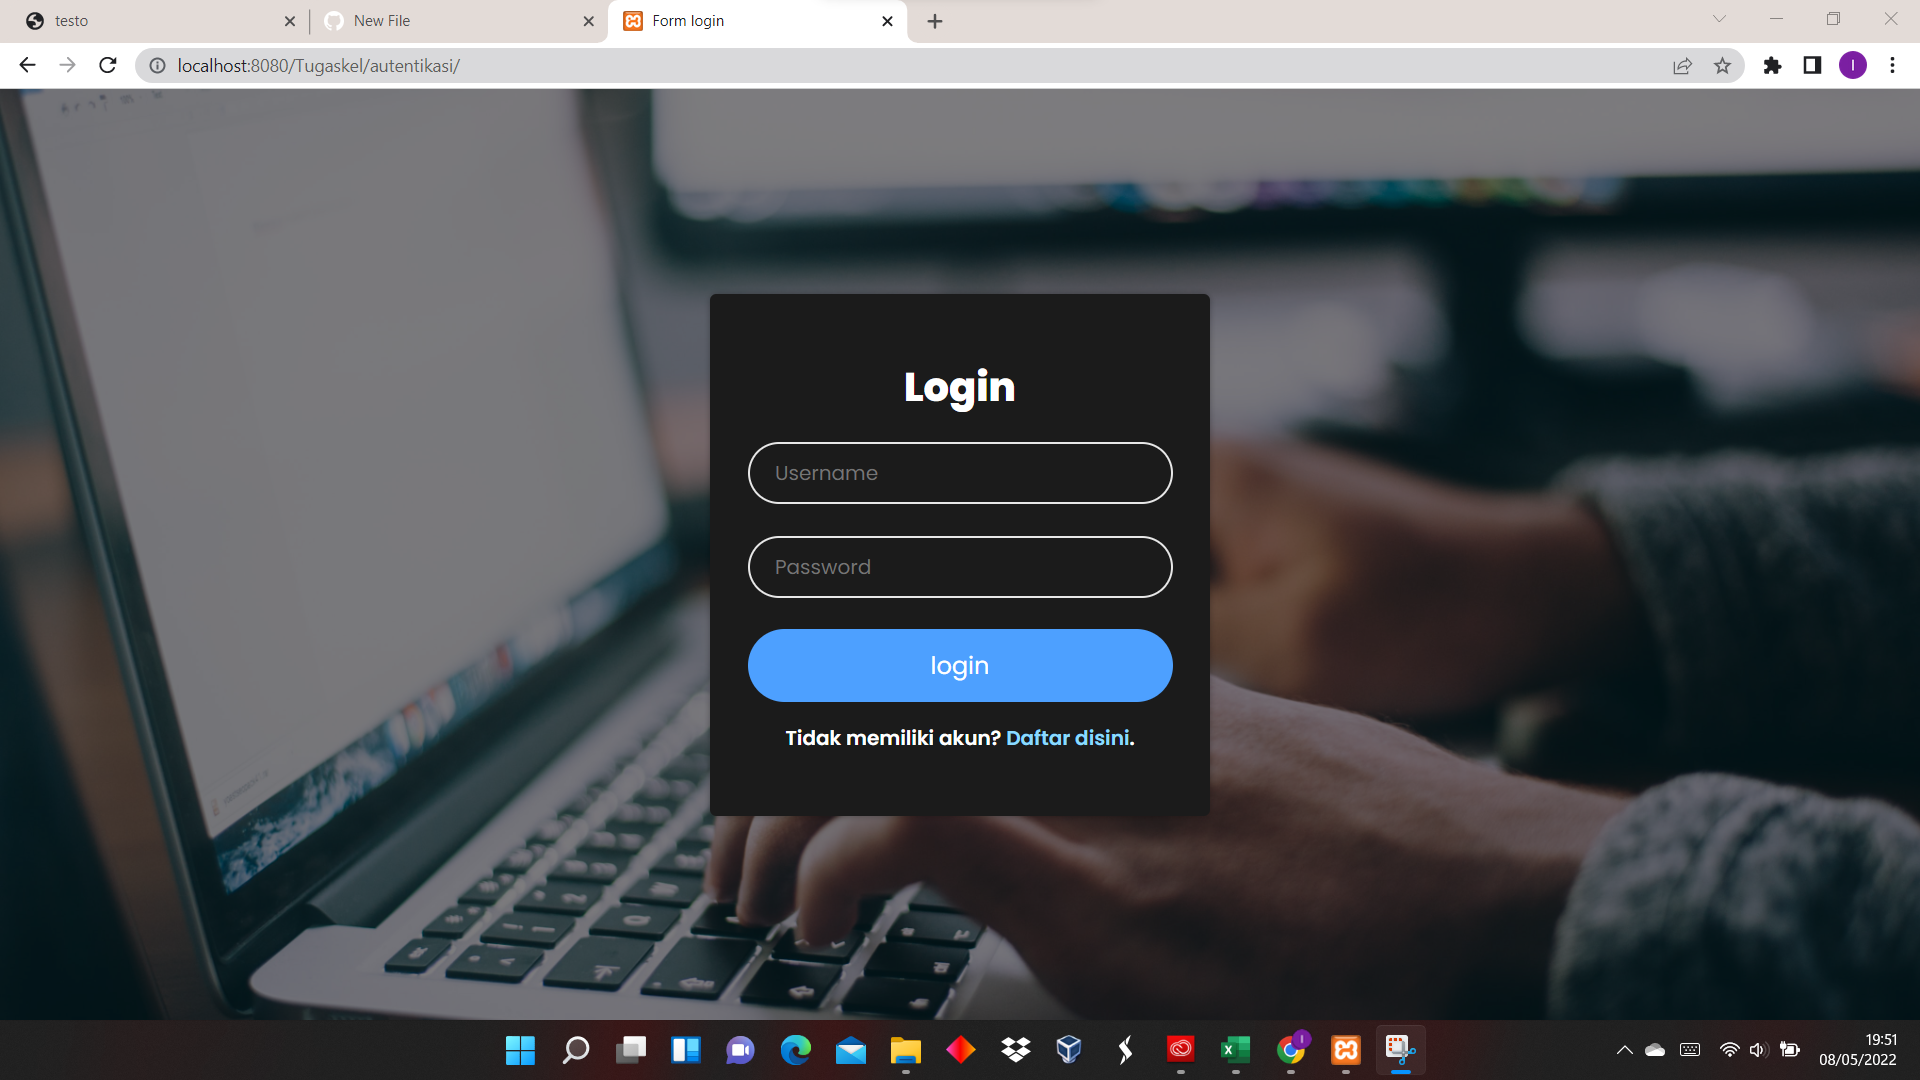 testo
New File
Form login
localhost:8080/Tugaskel/autentikasi/
I
Login
Username
Password
login
Tidak memiliki akun? Daftar disini.
I
19:51
08/05/2022